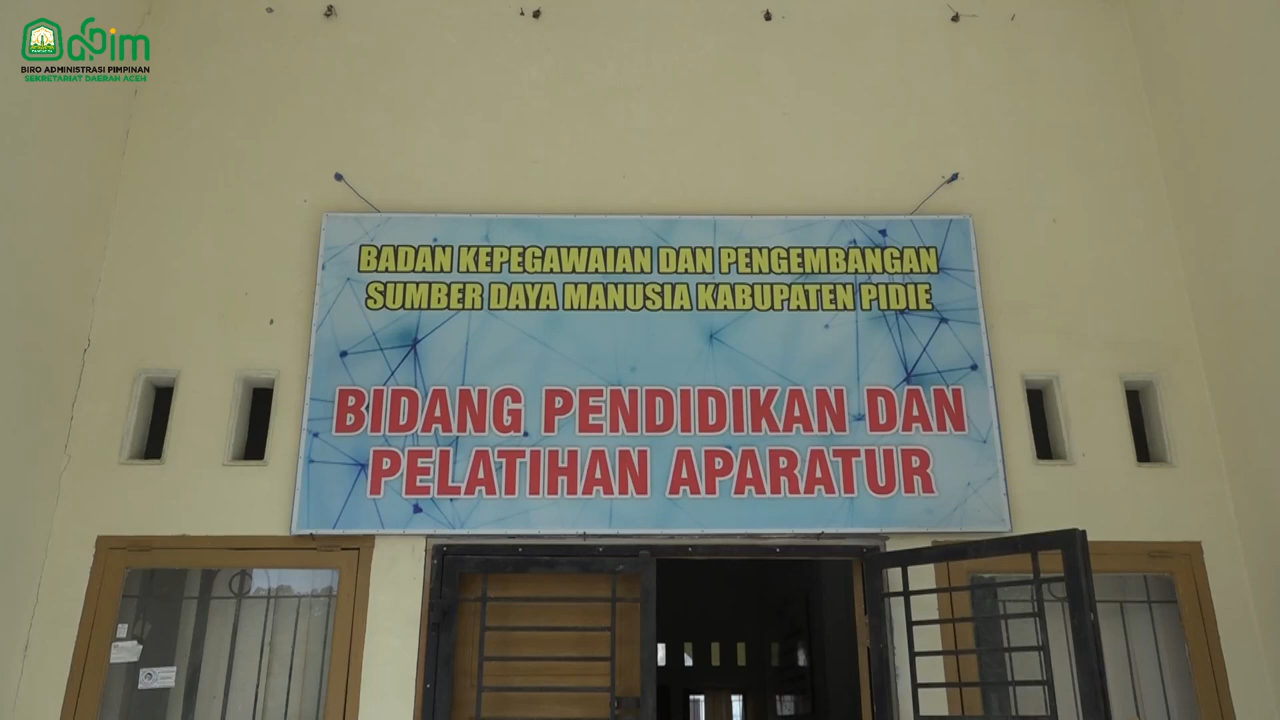 adpim
BIRO ADMINISTRASI PIMPINAN
SEKRETARIAT DAERAH ACEH
BADAN KEPEGAWAIAN DAN PENGEMBANGAN
SUMBER DAYA MANUSIA KABUPATEN PIDIE
BIDANG PENDIDIKAN DAN
PELATIHAN APARATUR